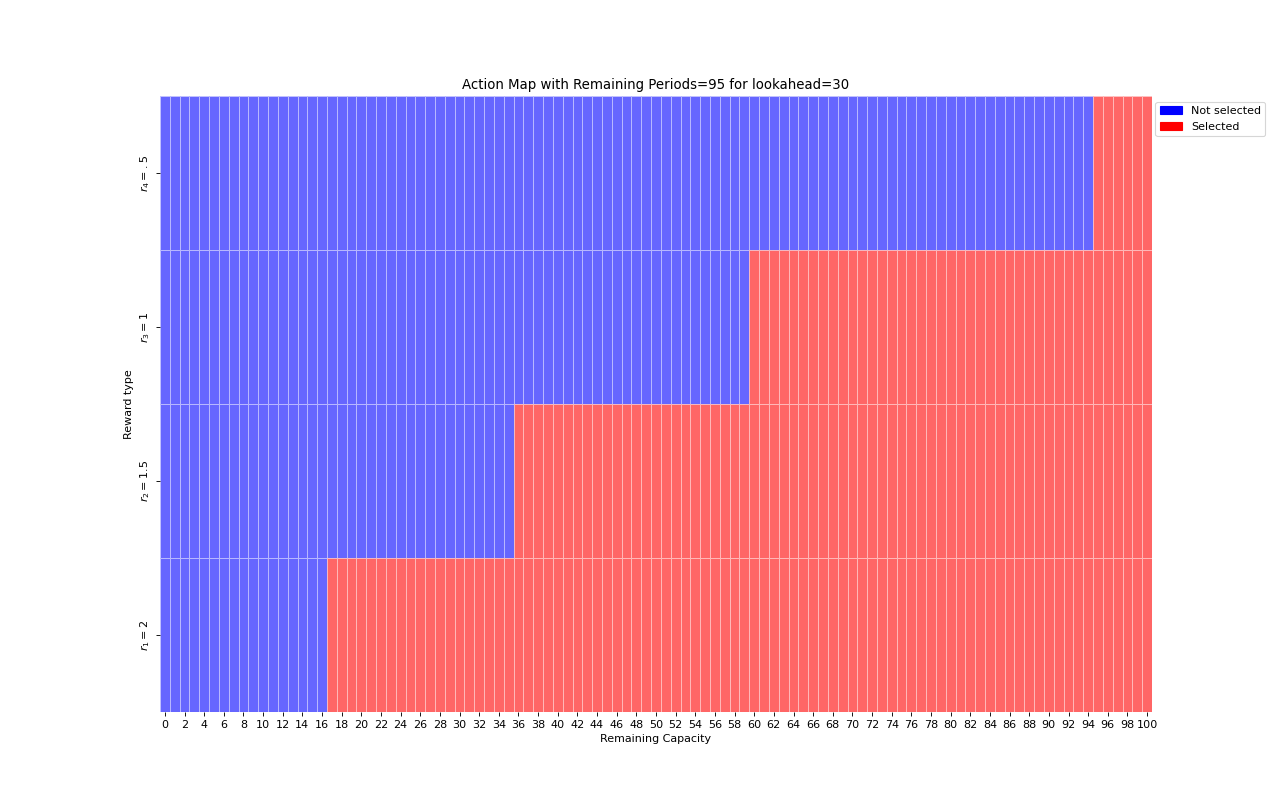 Action Map with Remaining Periods=95 for lookahead=30
Not selected
Selected
r₄ = .5
r₃ = 1
Reward type
r₂ = 1.5
r₁ = 2
0 2 4 6 8 10 12 14 16 18 20 22 24 26 28 30 32 34 36 38 40 42 44 46 48 50 52 54 56 58 60 62 64 66 68 70 72 74 76 78 80 82 84 86 88 90 92 94 96 98 100
Remaining Capacity